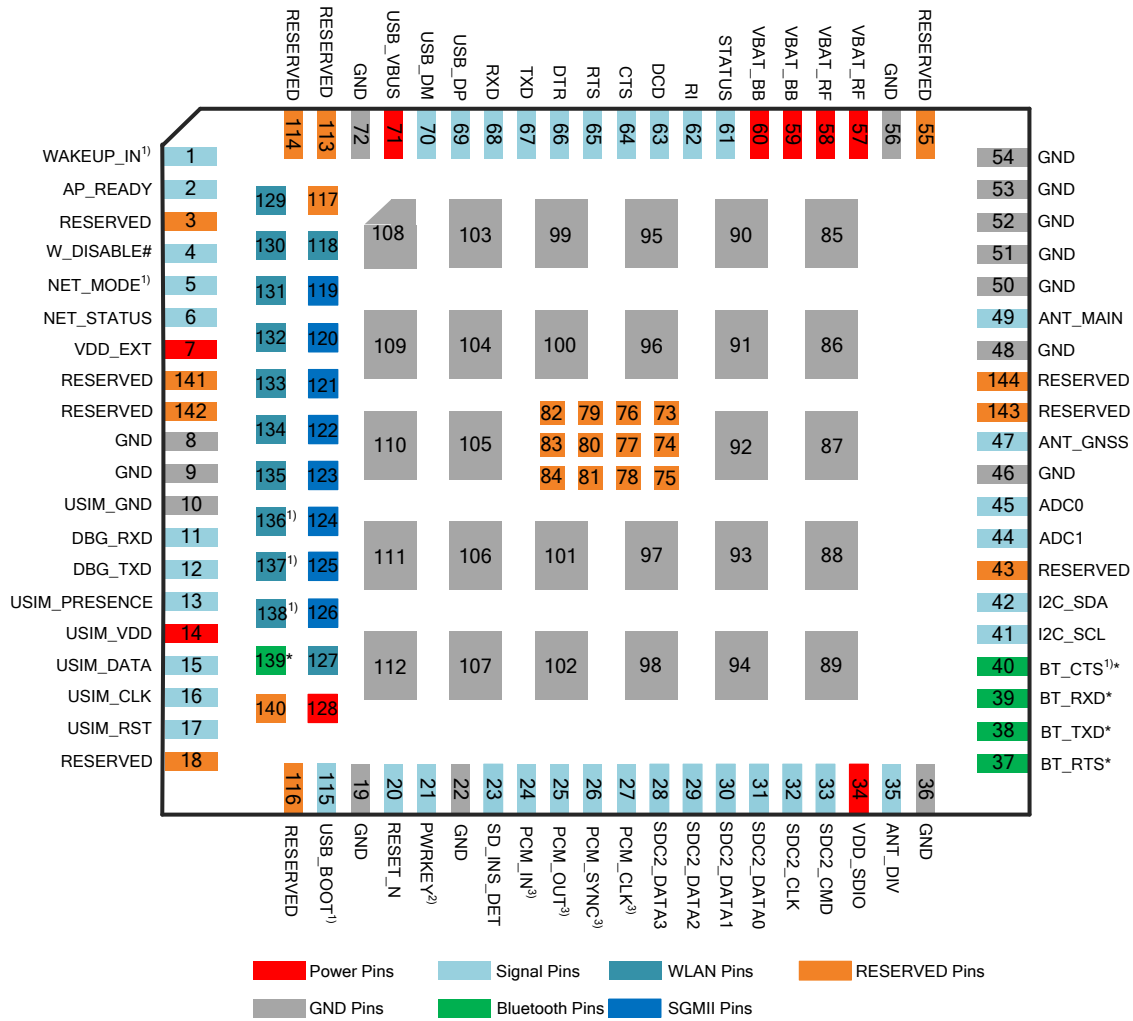 RESERVED
RESERVED
GND
USB_VBUS
USB_DM
USB_DP
RXD
TXD
DTR
RTS
CTS
DCD
RI
STATUS
VBAT_BB
VBAT_BB
VBAT_RF
VBAT_RF
GND
RESERVED
114
113
72
71
70
69
68
67
66
65
64
63
62
61
60
59
58
57
56
55
WAKEUP_IN1) 1
AP_READY 2
RESERVED 3
W_DISABLE# 4
NET_MODE1) 5
NET_STATUS 6
VDD_EXT 7
RESERVED 141
RESERVED 142
GND 8
GND 9
USIM_GND 10
DBG_RXD 11
DBG_TXD 12
USIM_PRESENCE 13
USIM_VDD 14
USIM_DATA 15
USIM_CLK 16
USIM_RST 17
RESERVED 18
129 117
130 118
131 119
132 120
133 121
134 122
135 123
1361) 124
1371) 125
1381) 126
139* 127
140 128
108 103 99 95 90 85
109 104 100 96 91 86
110 105 92 87
82 79 76 73
83 80 77 74
84 81 78 75
111 106 101 97 93 88
112 107 102 98 94 89
54 GND
53 GND
52 GND
51 GND
50 GND
49 ANT_MAIN
48 GND
144 RESERVED
143 RESERVED
47 ANT_GNSS
46 GND
45 ADC0
44 ADC1
43 RESERVED
42 I2C_SDA
41 I2C_SCL
40 BT_CTS1)*
39 BT_RXD*
38 BT_TXD*
37 BT_RTS*
116
115
19
20
21
22
23
24
25
26
27
28
29
30
31
32
33
34
35
36
RESERVED
USB_BOOT1)
GND
RESET_N
PWRKEY2)
GND
SD_INS_DET
PCM_IN3)
PCM_OUT3)
PCM_SYNC3)
PCM_CLK3)
SDC2_DATA3
SDC2_DATA2
SDC2_DATA1
SDC2_DATA0
SDC2_CLK
SDC2_CMD
VDD_SDIO
ANT_DIV
GND
Power Pins Signal Pins WLAN Pins RESERVED Pins
GND Pins Bluetooth Pins SGMII Pins